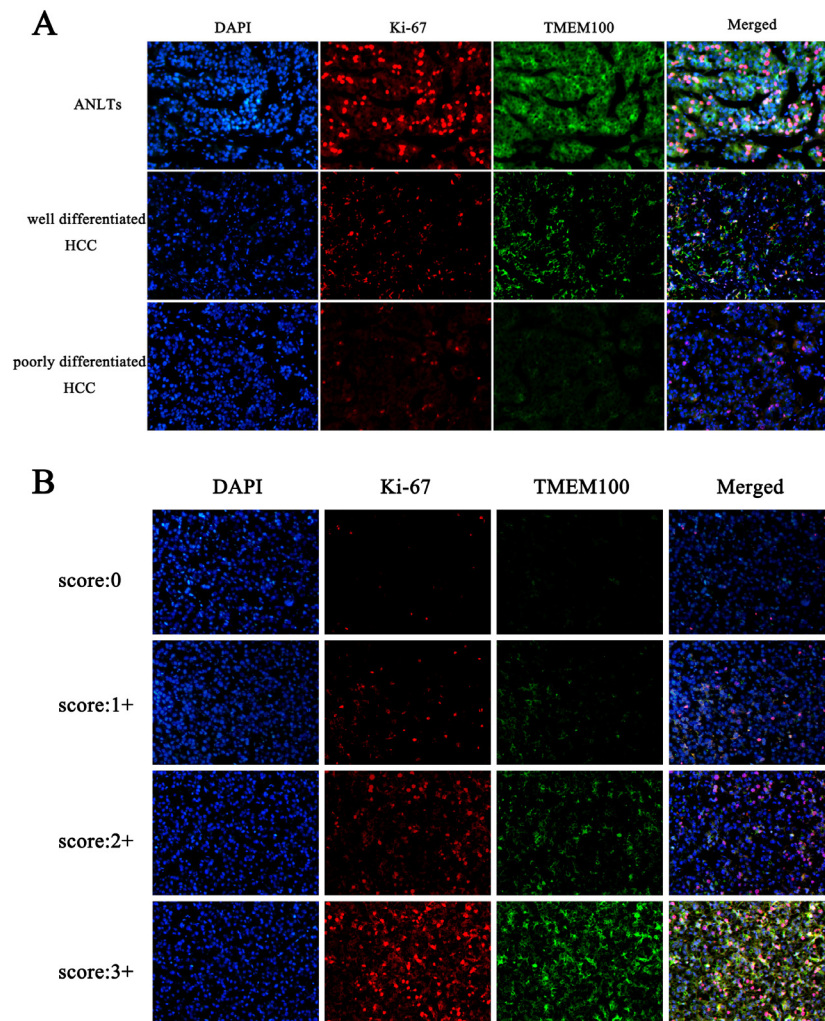 A
DAPI Ki-67 TMEM100 Merged
ANLTs
well differentiated
HCC
poorly differentiated
HCC
B
DAPI Ki-67 TMEM100 Merged
score:0
score:1+
score:2+
score:3+